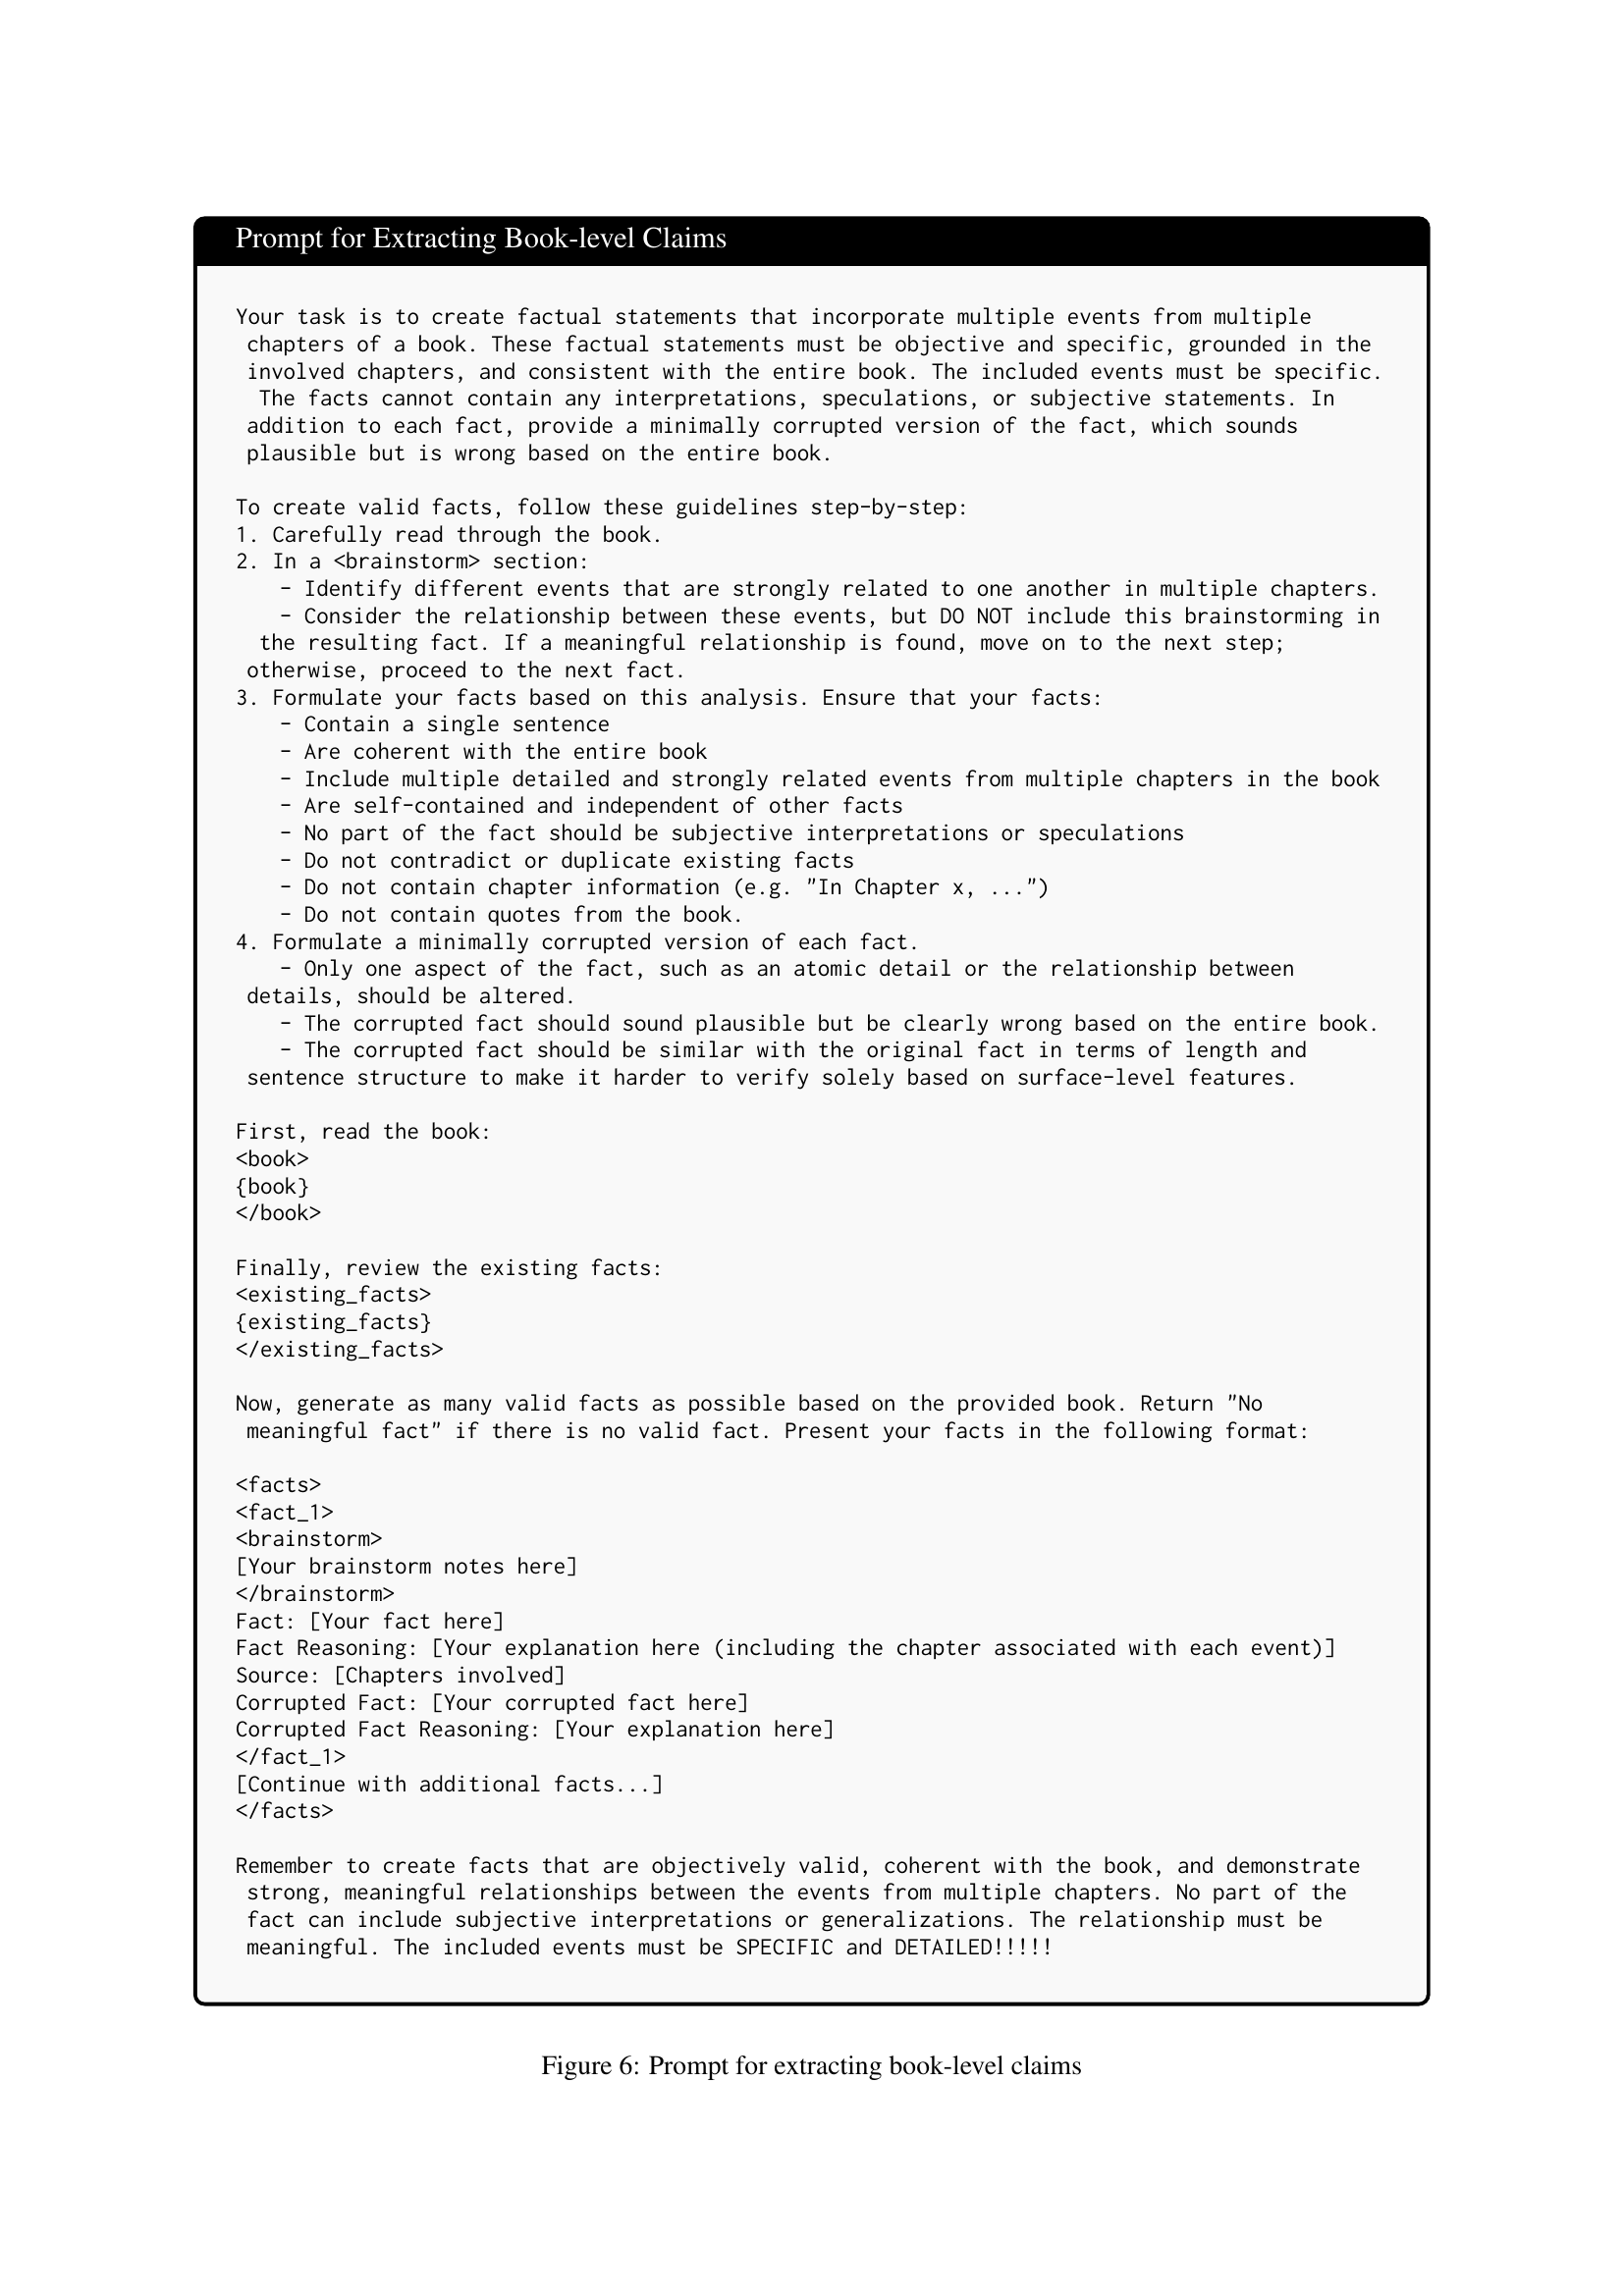 Prompt for Extracting Book-level Claims
Your task is to create factual statements that incorporate multiple events from multiple
chapters of a book. These factual statements must be objective and specific, grounded in the
involved chapters, and consistent with the entire book. The included events must be specific.
The facts cannot contain any interpretations, speculations, or subjective statements. In
addition to each fact, provide a minimally corrupted version of the fact, which sounds
plausible but is wrong based on the entire book.
To create valid facts, follow these guidelines step-by-step:
1. Carefully read through the book.
2. In a <brainstorm> section:
- Identify different events that are strongly related to one another in multiple chapters.
- Consider the relationship between these events, but DO NOT include this brainstorming in
the resulting fact. If a meaningful relationship is found, move on to the next step;
otherwise, proceed to the next fact.
3. Formulate your facts based on this analysis. Ensure that your facts:
- Contain a single sentence
- Are coherent with the entire book
- Include multiple detailed and strongly related events from multiple chapters in the book
- Are self-contained and independent of other facts
- No part of the fact should be subjective interpretations or speculations
- Do not contradict or duplicate existing facts
- Do not contain chapter information (e.g. "In Chapter x, ...")
- Do not contain quotes from the book.
4. Formulate a minimally corrupted version of each fact.
- Only one aspect of the fact, such as an atomic detail or the relationship between
details, should be altered.
- The corrupted fact should sound plausible but be clearly wrong based on the entire book.
- The corrupted fact should be similar with the original fact in terms of length and
sentence structure to make it harder to verify solely based on surface-level features.
First, read the book:
<book>
{book}
</book>
Finally, review the existing facts:
<existing_facts>
{existing_facts}
</existing_facts>
Now, generate as many valid facts as possible based on the provided book. Return "No
meaningful fact" if there is no valid fact. Present your facts in the following format:
<facts>
<fact_1>
<brainstorm>
[Your brainstorm notes here]
</brainstorm>
Fact: [Your fact here]
Fact Reasoning: [Your explanation here (including the chapter associated with each event)]
Source: [Chapters involved]
Corrupted Fact: [Your corrupted fact here]
Corrupted Fact Reasoning: [Your explanation here]
</fact_1>
[Continue with additional facts...]
</facts>
Remember to create facts that are objectively valid, coherent with the book, and demonstrate
strong, meaningful relationships between the events from multiple chapters. No part of the
fact can include subjective interpretations or generalizations. The relationship must be
meaningful. The included events must be SPECIFIC and DETAILED!!!!!
Figure 6: Prompt for extracting book-level claims